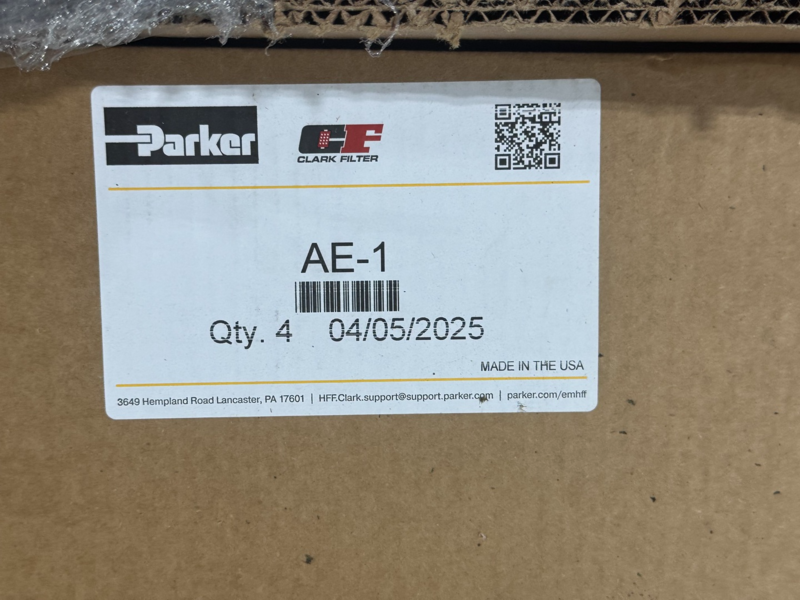 Parker
CF
CLARK FILTER
AE-1
Qty. 4 04/05/2025
MADE IN THE USA
3649 Hempland Road Lancaster, PA 17601 | HFF.Clark.support@support.parker.com | parker.com/emhff